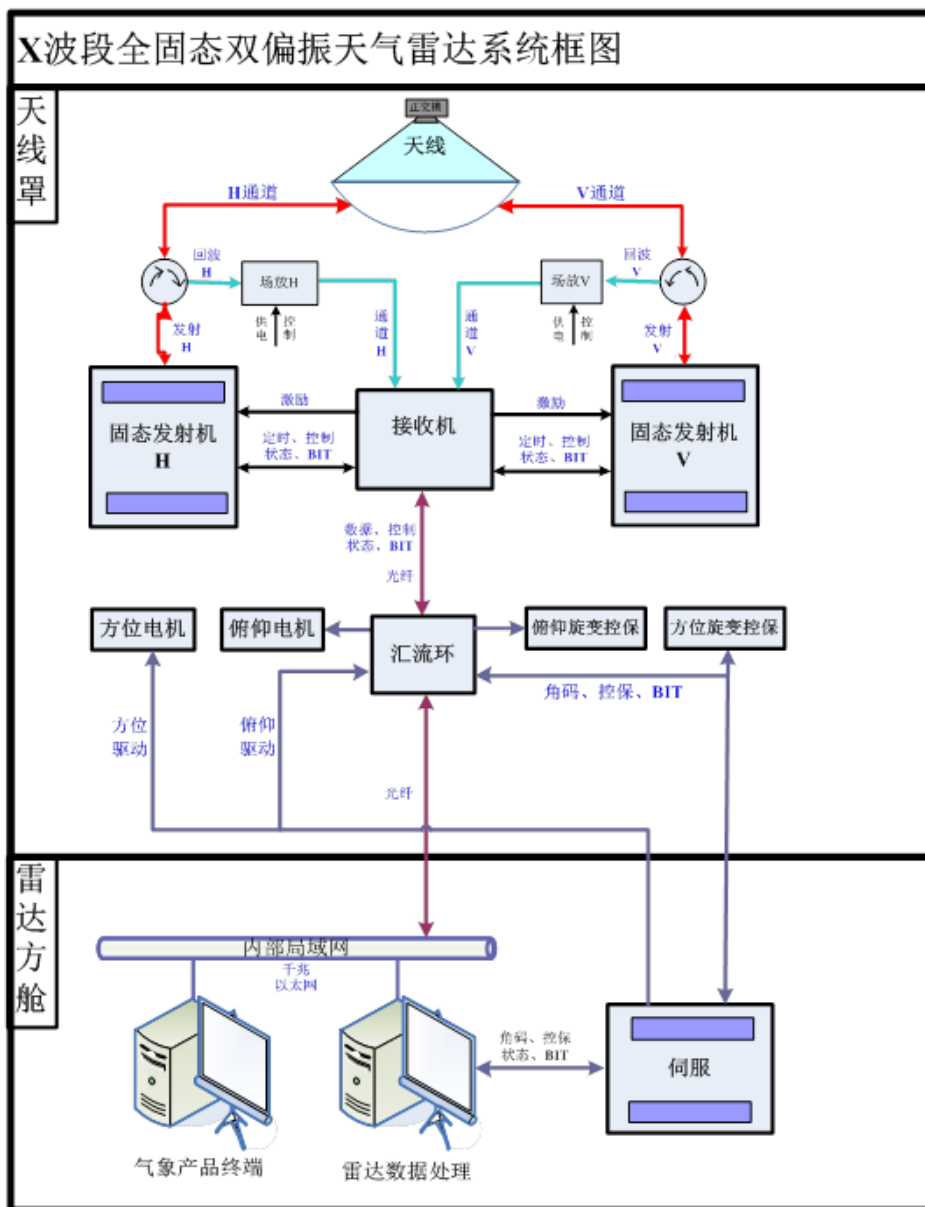 X波段全固态双偏振天气雷达系统框图
天线罩
正交模
天线
H通道
V通道
回波
H
场放H
场放V
回波
V
供电
控制
通道H
通道V
供电
控制
发射
H
发射
V
固态发射机
H
激励
定时、控制
状态、BIT
接收机
激励
定时、控制
状态、BIT
固态发射机
V
数据、控制
状态、BIT
光纤
方位电机
俯仰电机
汇流环
俯仰旋变控保
方位旋变控保
角码、控保、BIT
方位
驱动
俯仰
驱动
光纤
雷达方舱
内部局域网
千兆
以太网
角码、控保
状态、BIT
伺服
气象产品终端
雷达数据处理